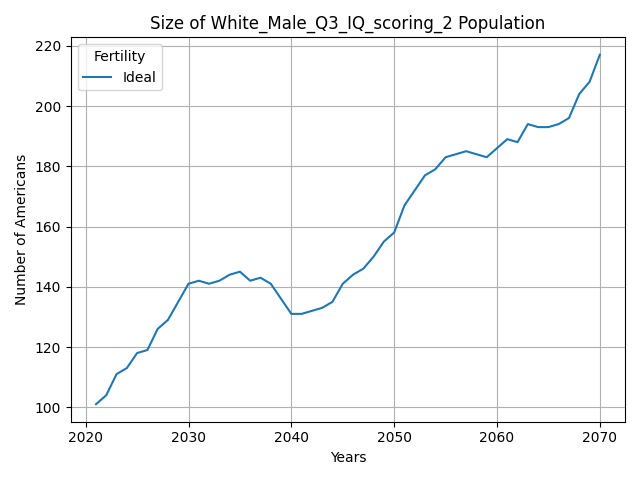 Size of White_Male_Q3_IQ_scoring_2 Population
Number of Americans
220
200
180
160
140
120
100
Fertility
Ideal
2020 2030 2040 2050 2060 2070
Years